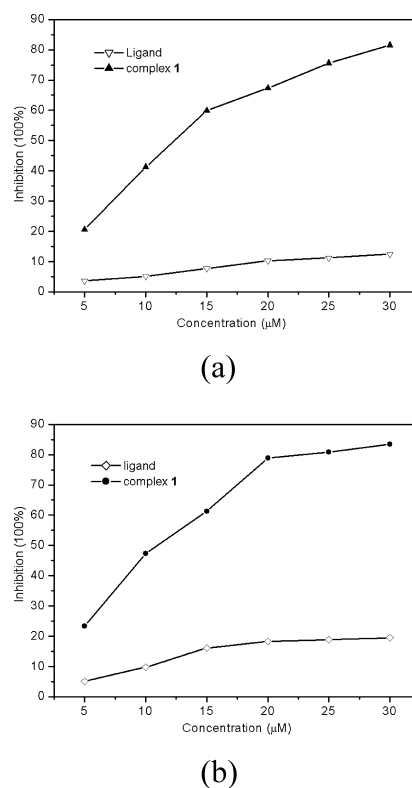 90
80
70
60
50
40
30
20
10
0
Inhibition (100%)
Ligand
complex 1
5 10 15 20 25 30
Concentration (μM)
(a)
90
80
70
60
50
40
30
20
10
0
Inhibition (100%)
ligand
complex 1
5 10 15 20 25 30
Concentration (μM)
(b)